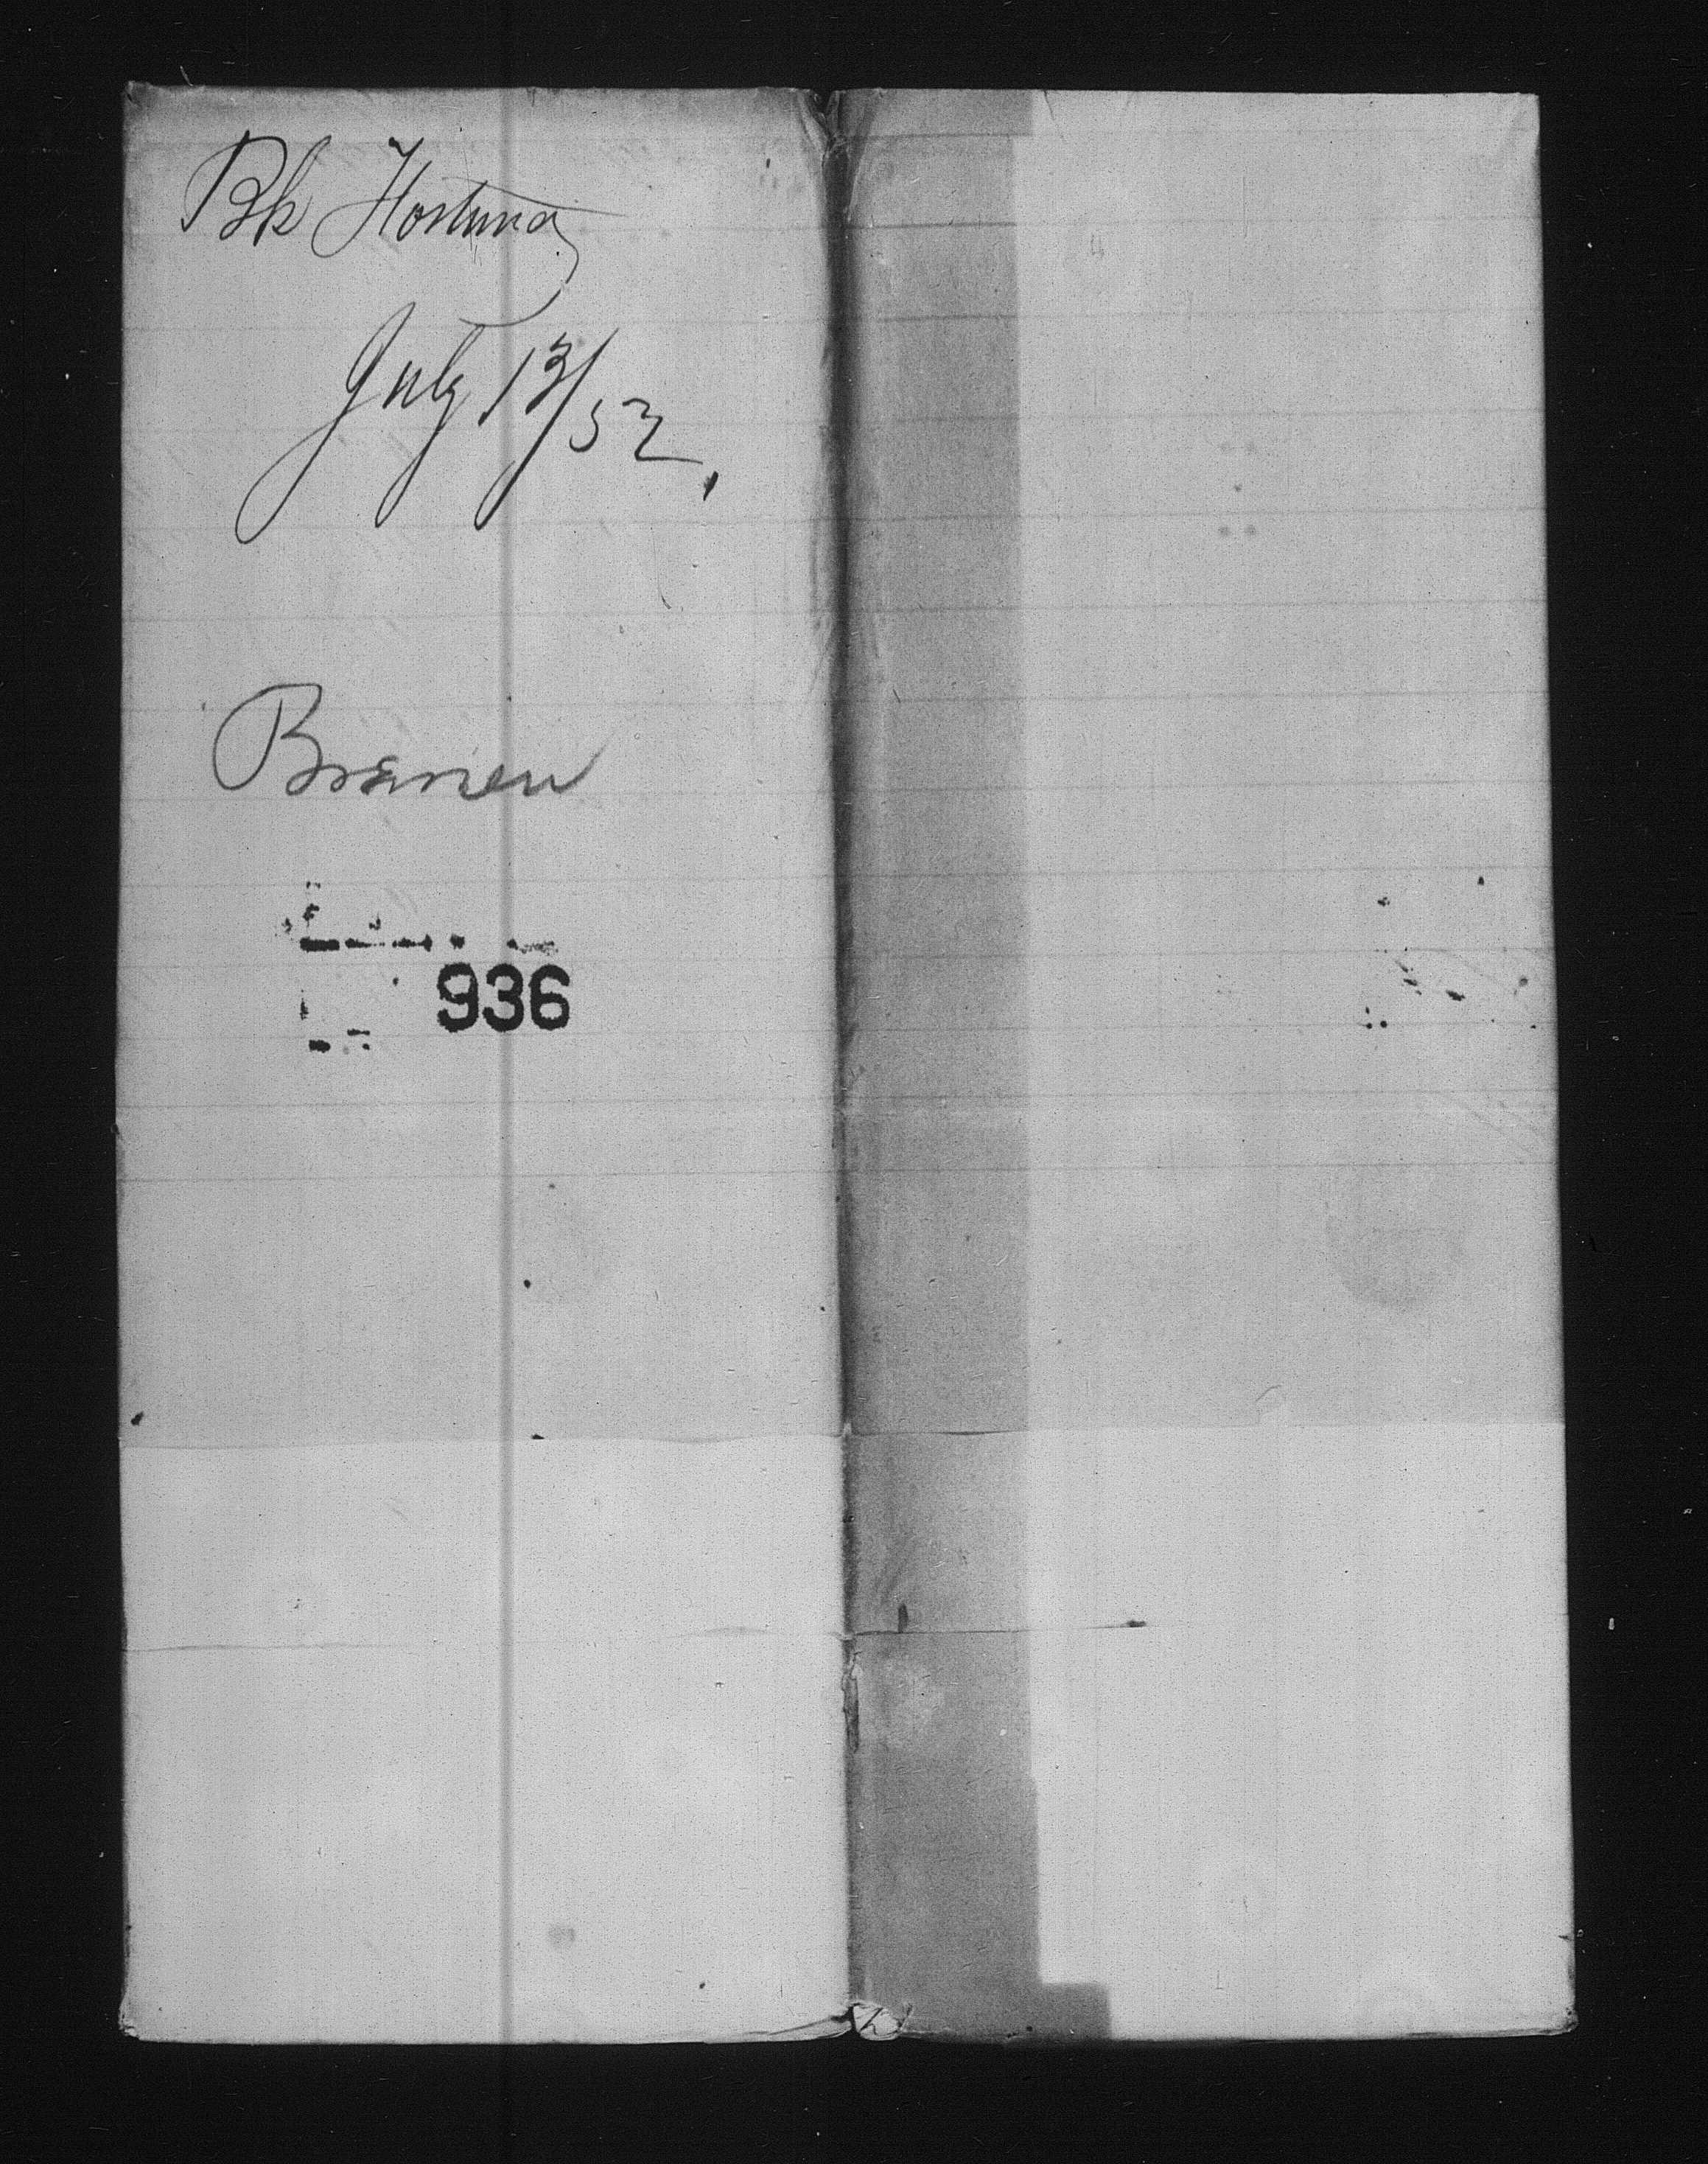 Bk Hortuna
July 13/52,
Bremen
936